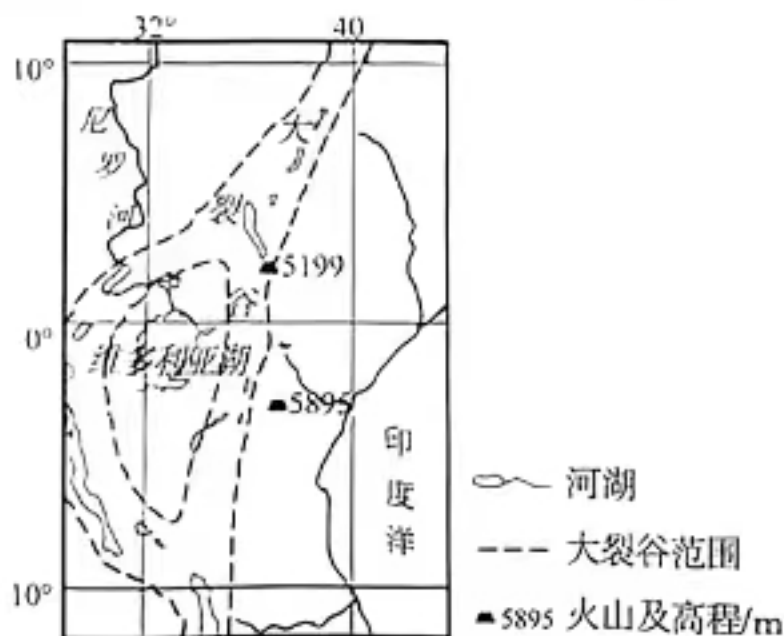 32° 40
10°
尼罗河
大裂谷
5199
0°
维多利亚湖
5895
印度洋
10°
河湖
大裂谷范围
5895 火山及高程/m